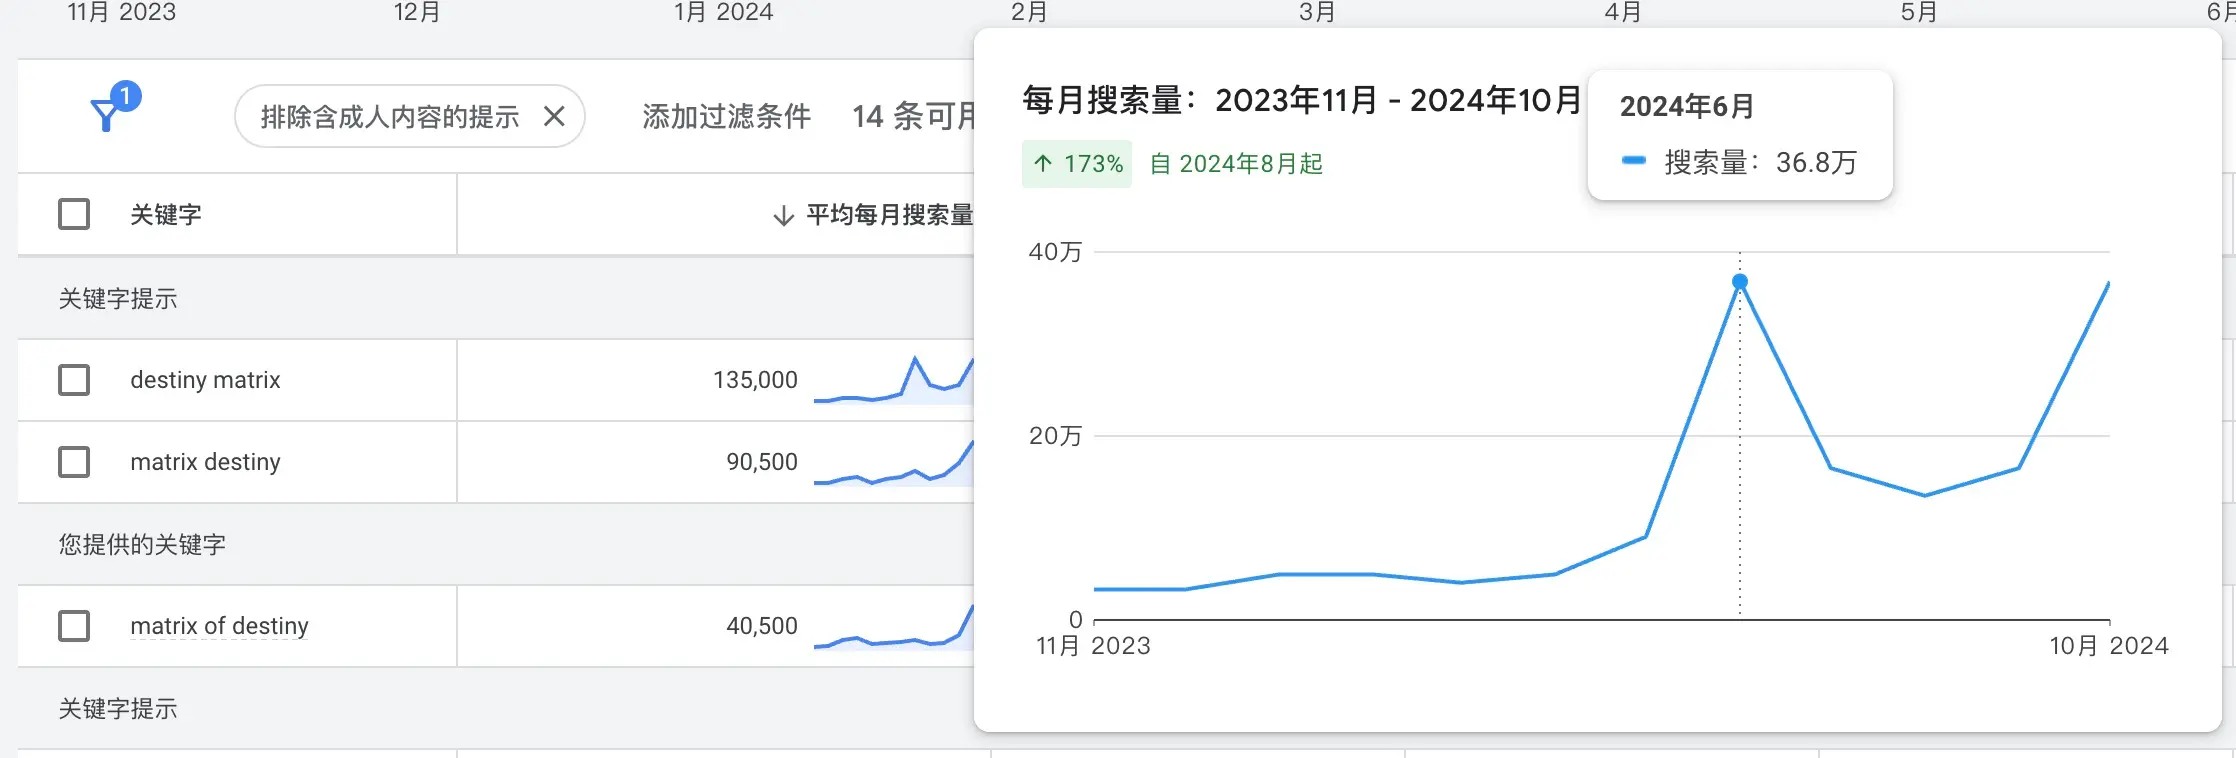 11月 2023
12月
1月 2024
2月
3月
4月
5月
6月
1
排除含成人内容的提示
添加过滤条件
14 条可用
关键字
平均每月搜索量
关键字提示
destiny matrix
135,000
matrix destiny
90,500
您提供的关键字
matrix of destiny
40,500
关键字提示
每月搜索量：2023年11月 - 2024年10月
173%
自 2024年8月起
2024年6月
搜索量：36.8万
40万
20万
0
11月 2023
10月 2024